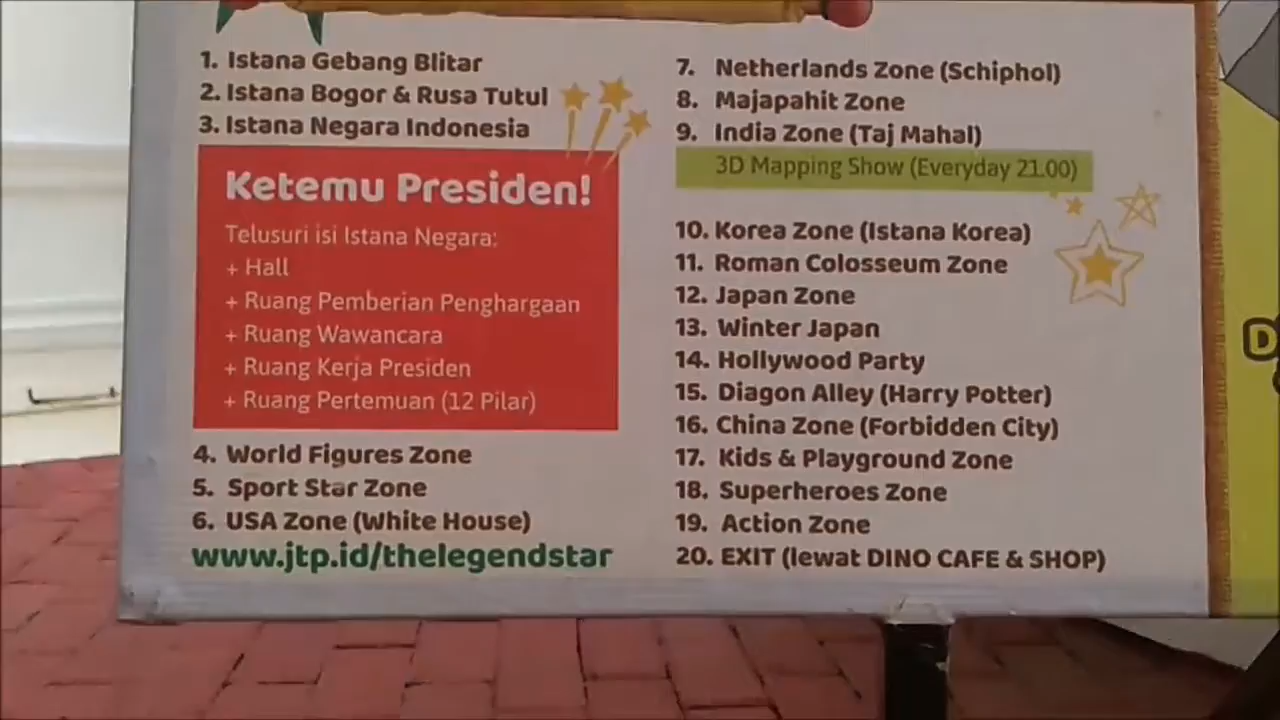 1. Istana Gebang Blitar
2. Istana Bogor & Rusa Tutul
3. Istana Negara Indonesia
Ketemu Presiden!
Telusuri isi Istana Negara:
+ Hall
+ Ruang Pemberian Penghargaan
+ Ruang Wawancara
+ Ruang Kerja Presiden
+ Ruang Pertemuan (12 Pilar)
4. World Figures Zone
5. Sport Star Zone
6. USA Zone (White House)
www.jtp.id/thelegendstar
7. Netherlands Zone (Schiphol)
8. Majapahit Zone
9. India Zone (Taj Mahal)
3D Mapping Show (Everyday 21.00)
10. Korea Zone (Istana Korea)
11. Roman Colosseum Zone
12. Japan Zone
13. Winter Japan
14. Hollywood Party
15. Diagon Alley (Harry Potter)
16. China Zone (Forbidden City)
17. Kids & Playground Zone
18. Superheroes Zone
19. Action Zone
20. EXIT (lewat DINO CAFE & SHOP)